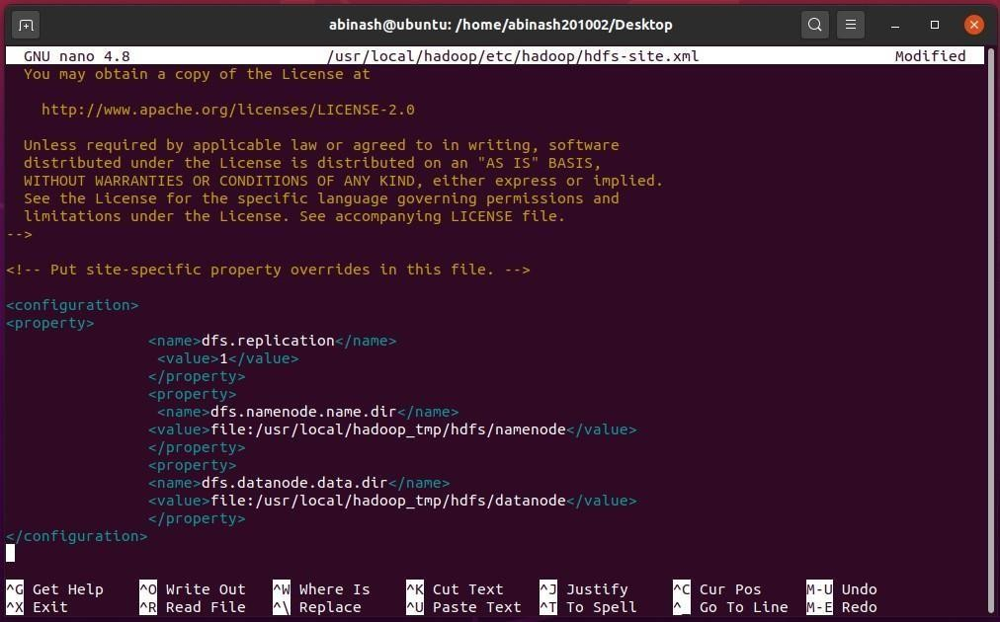 abinash@ubuntu: /home/abinash201002/Desktop
GNU nano 4.8 /usr/local/hadoop/etc/hadoop/hdfs-site.xml Modified
You may obtain a copy of the License at
http://www.apache.org/licenses/LICENSE-2.0
Unless required by applicable law or agreed to in writing, software
distributed under the License is distributed on an "AS IS" BASIS,
WITHOUT WARRANTIES OR CONDITIONS OF ANY KIND, either express or implied.
See the License for the specific language governing permissions and
limitations under the License. See accompanying LICENSE file.
-->
<!-- Put site-specific property overrides in this file. -->
<configuration>
<property>
<name>dfs.replication</name>
<value>1</value>
</property>
<property>
<name>dfs.namenode.name.dir</name>
<value>file:/usr/local/hadoop_tmp/hdfs/namenode</value>
</property>
<property>
<name>dfs.datanode.data.dir</name>
<value>file:/usr/local/hadoop_tmp/hdfs/datanode</value>
</property>
</configuration>
^G Get Help ^O Write Out ^W Where Is ^K Cut Text ^J Justify ^C Cur Pos M-U Undo
^X Exit ^R Read File ^\ Replace ^U Paste Text ^T To Spell ^_ Go To Line M-E Redo